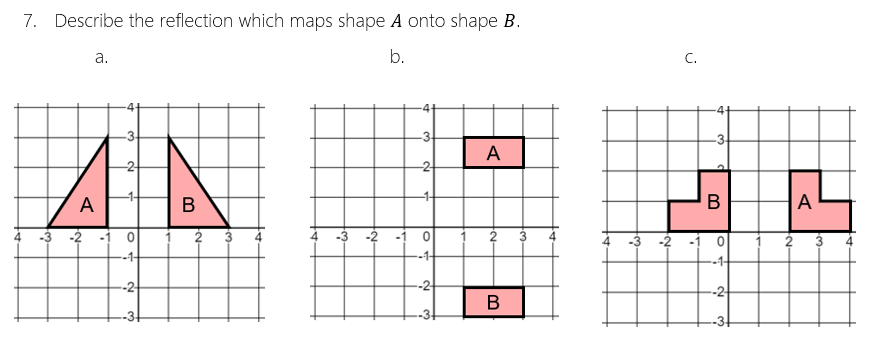 7. Describe the reflection which maps shape A onto shape B.
a. b. c.
4 4 4
3 3 3
2 2 2
1 1
A B A B A
4 -3 -2 -1 0 1 2 3 4 4 -3 -2 -1 0 1 2 3 4 4 -3 -2 -1 0 1 2 3 4
-1 -1 -1
-2 -2 -2
B
-3 -3 -3